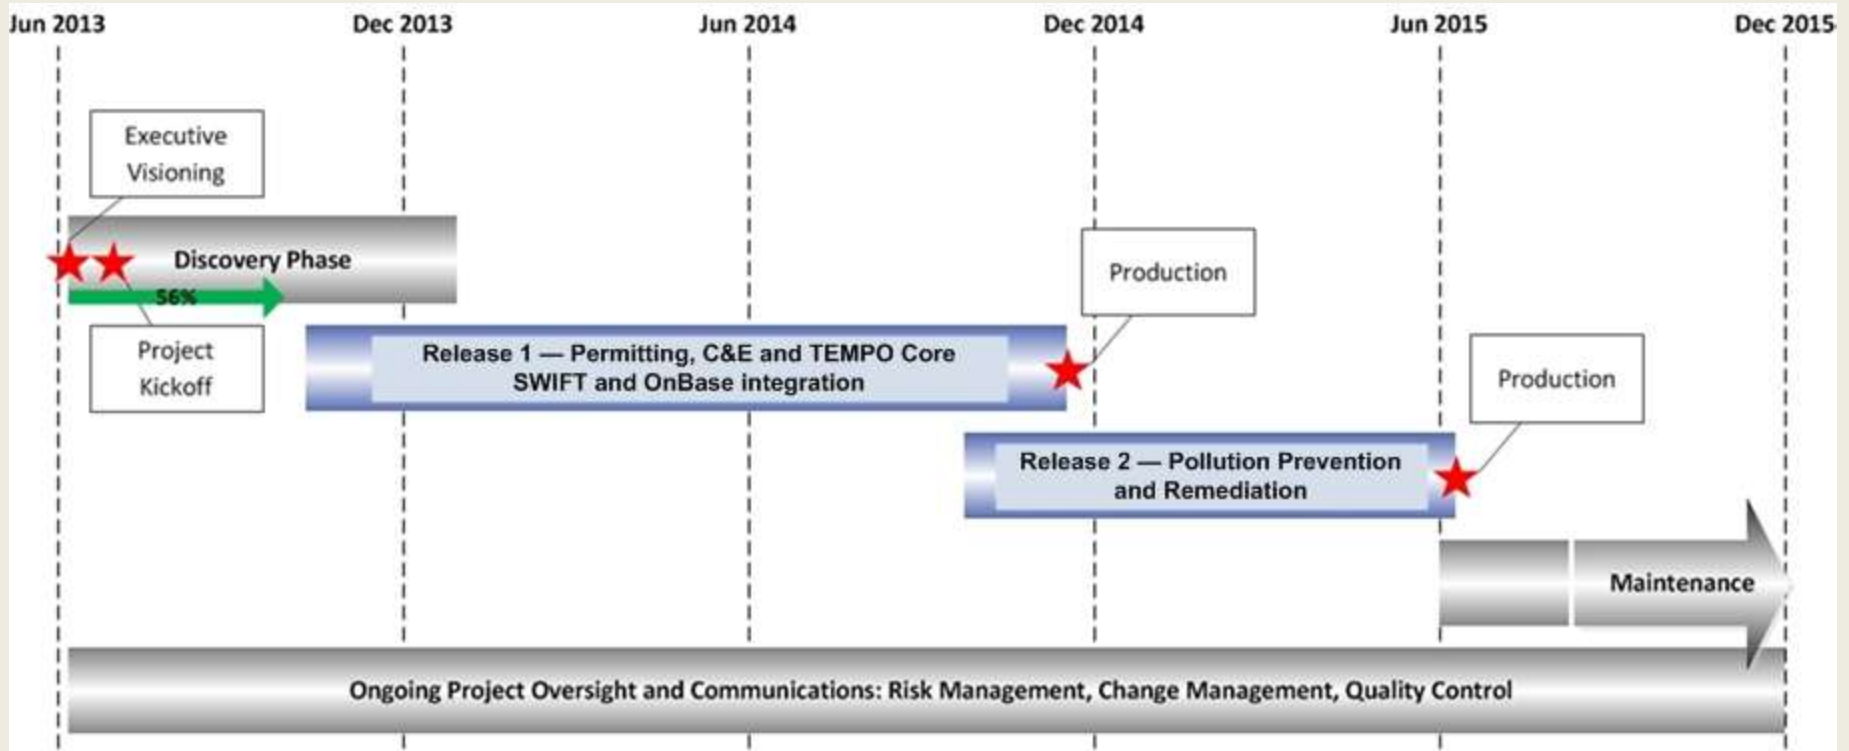 Jun 2013
Dec 2013
Jun 2014
Dec 2014
Jun 2015
Dec 2015
Executive
Visioning
Discovery Phase
56%
Project
Kickoff
Production
Release 1 — Permitting, C&E and TEMPO Core
SWIFT and OnBase integration
Production
Release 2 — Pollution Prevention
and Remediation
Maintenance
Ongoing Project Oversight and Communications: Risk Management, Change Management, Quality Control